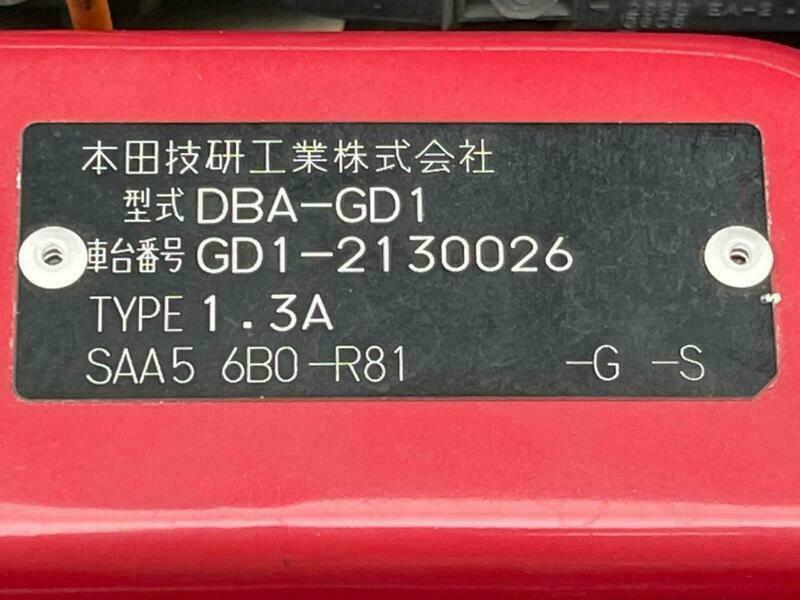 本田技研工業株式会社
型式 DBA-GD1
車台番号 GD1-2130026
TYPE 1.3A
SAA5 6B0-R81 -G -S